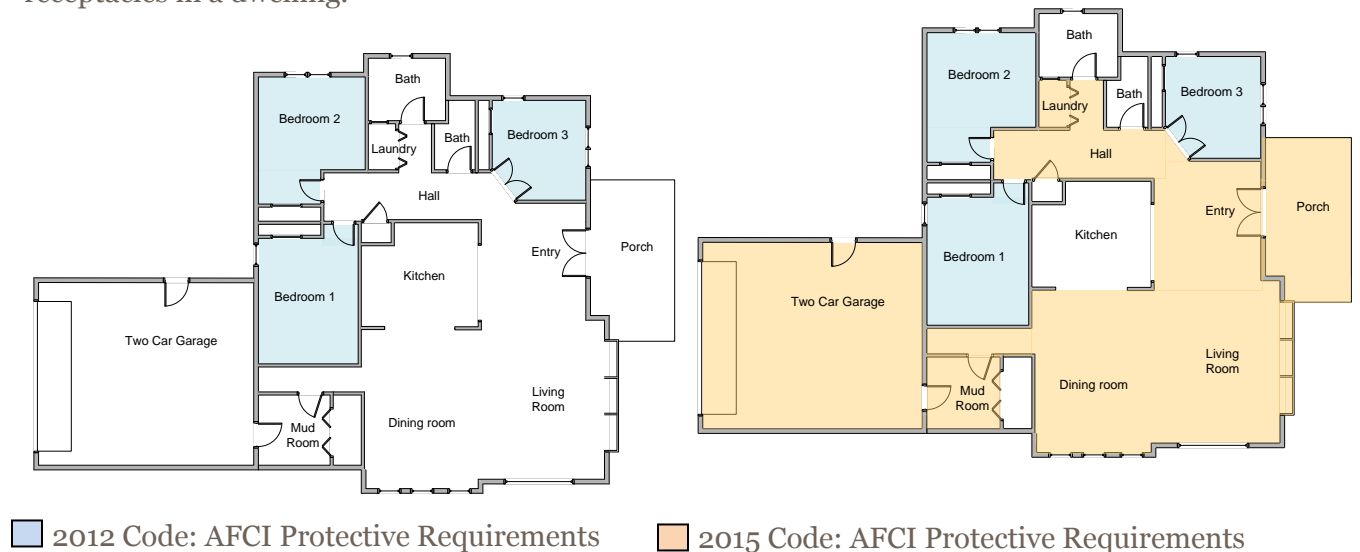 receptacles in a dwelling.
Bath
Bedroom 2
Bath
Bedroom 3
Laundry
Hall
Entry
Porch
Kitchen
Bedroom 1
Two Car Garage
Living
Room
Dining room
Mud
Room
Bath
Bedroom 2
Bath
Bedroom 3
Laundry
Hall
Entry
Porch
Kitchen
Bedroom 1
Two Car Garage
Living
Room
Dining room
Mud
Room
2012 Code: AFCI Protective Requirements
2015 Code: AFCI Protective Requirements